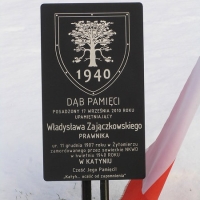 1940
DĄB PAMIĘCI
POSADZONY 17 WRZEŚNIA 2010 ROKU
UPAMIĘTNIAJĄCY
Władysława Zajączkowskiego
PRAWNIKA
ur. 11 grudnia 1907 roku w Żytomierzu
zamordowanego przez sowieckie NKWD
w kwietniu 1940 ROKU
W KATYNIU
Cześć Jego Pamięci!
"Katyń... ocalić od zapomnienia"